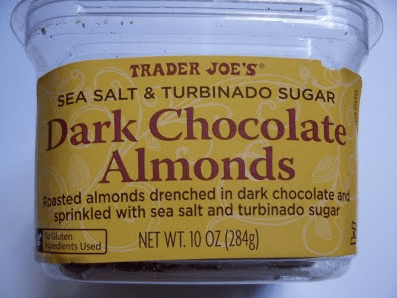 TRADER JOE'S®
SEA SALT & TURBINADO SUGAR
Dark Chocolate
Almonds
Roasted almonds drenched in dark chocolate and
sprinkled with sea salt and turbinado sugar
No Gluten
Ingredients Used
NET WT. 10 OZ (284g)